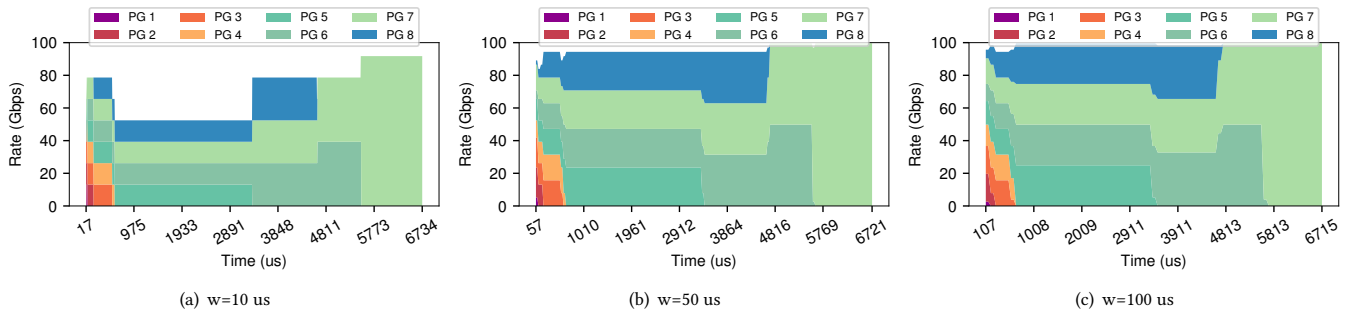 PG 1 PG 3 PG 5 PG 7
PG 2 PG 4 PG 6 PG 8
100
80
60
40
20
0
Rate (Gbps)
17 975 1933 2891 3848 4811 5773 6734
Time (us)
(a) w=10 us
PG 1 PG 3 PG 5 PG 7
PG 2 PG 4 PG 6 PG 8
100
80
60
40
20
0
Rate (Gbps)
57 1010 1961 2912 3864 4816 5769 6721
Time (us)
(b) w=50 us
PG 1 PG 3 PG 5 PG 7
PG 2 PG 4 PG 6 PG 8
100
80
60
40
20
0
Rate (Gbps)
107 1008 2009 2911 3911 4813 5813 6715
Time (us)
(c) w=100 us